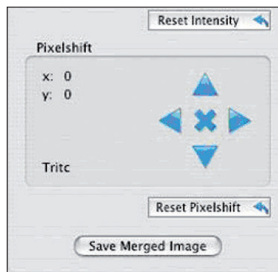 Reset Intensity
Pixelshift
x: 0
y: 0
Tritc
Reset Pixelshift
Save Merged Image